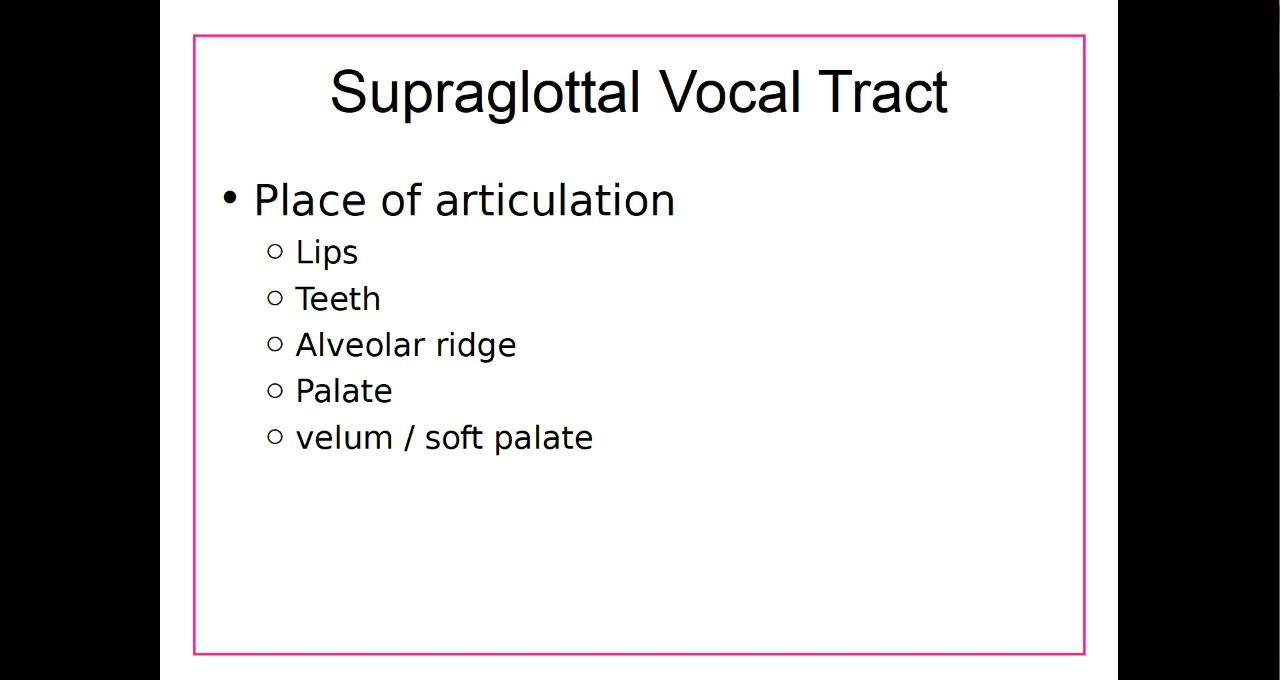 Supraglottal Vocal Tract
• Place of articulation
○ Lips
○ Teeth
○ Alveolar ridge
○ Palate
○ velum / soft palate